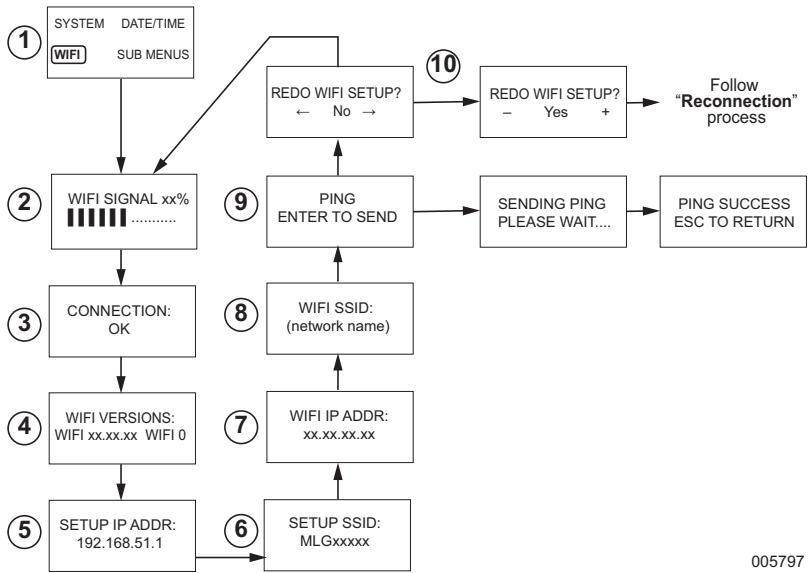 1
SYSTEM DATE/TIME
WIFI SUB MENUS
2
WIFI SIGNAL xx%
...........
3
CONNECTION:
OK
4
WIFI VERSIONS:
WIFI xx.xx.xx WIFI 0
5
SETUP IP ADDR:
192.168.51.1
6
SETUP SSID:
MLGxxxxx
7
WIFI IP ADDR:
xx.xx.xx.xx
8
WIFI SSID:
(network name)
9
PING
ENTER TO SEND
SENDING PING
PLEASE WAIT....
PING SUCCESS
ESC TO RETURN
10
REDO WIFI SETUP?
← No →
REDO WIFI SETUP?
– Yes +
Follow
“Reconnection”
process
005797